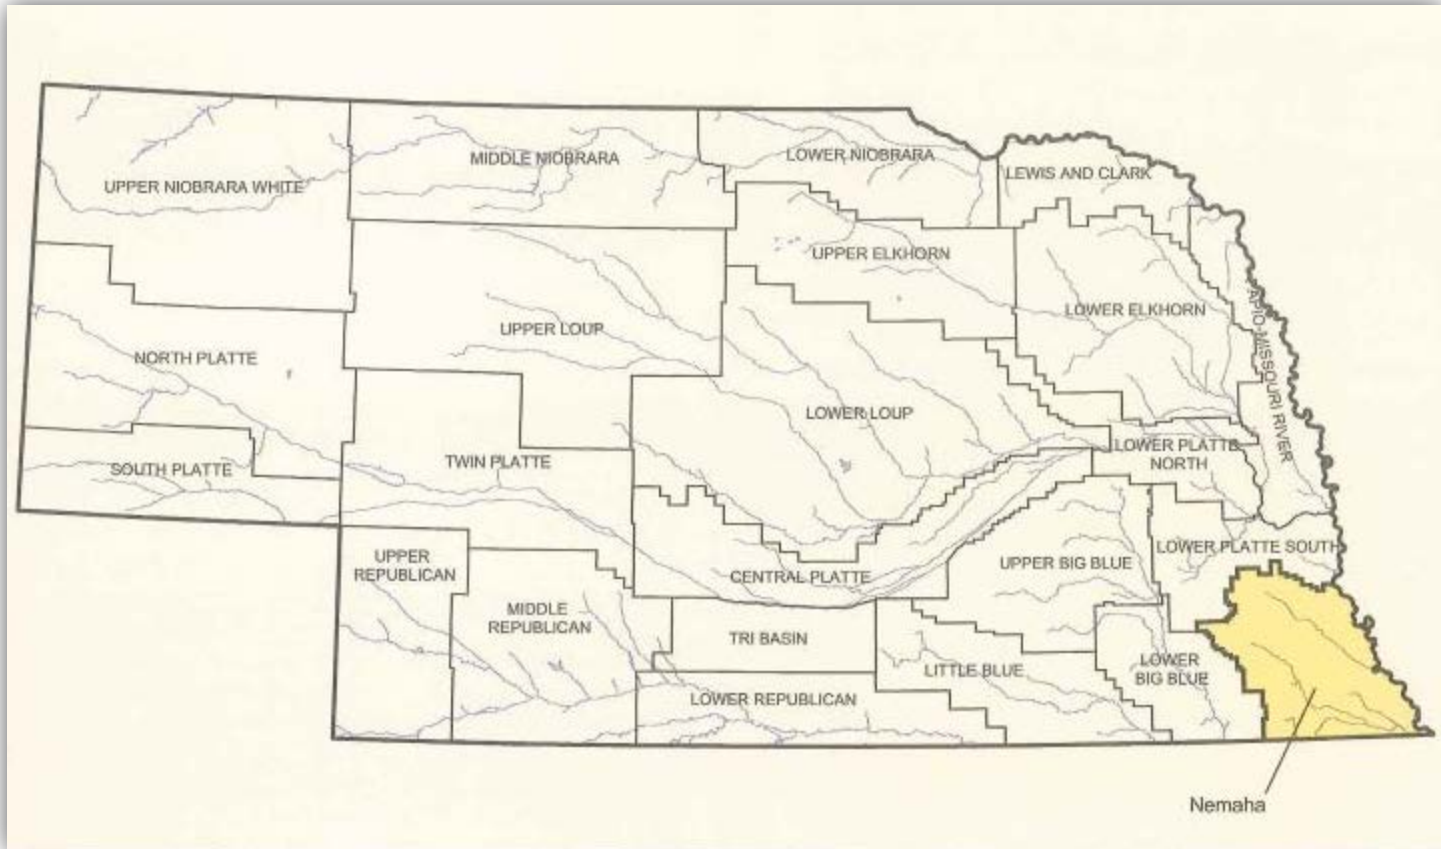 MIDDLE NIOBRARA
LOWER NIOBRARA
LEWIS AND CLARK
UPPER NIOBRARA WHITE
UPPER ELKHORN
LOWER ELKHORN
PAPIO-MISSOURI RIVER
UPPER LOUP
NORTH PLATTE
LOWER LOUP
LOWER PLATTE
NORTH
SOUTH PLATTE
TWIN PLATTE
LOWER PLATTE SOUTH
UPPER
REPUBLICAN
UPPER BIG BLUE
CENTRAL PLATTE
MIDDLE
REPUBLICAN
TRI BASIN
LITTLE BLUE
LOWER
BIG BLUE
LOWER REPUBLICAN
Nemaha